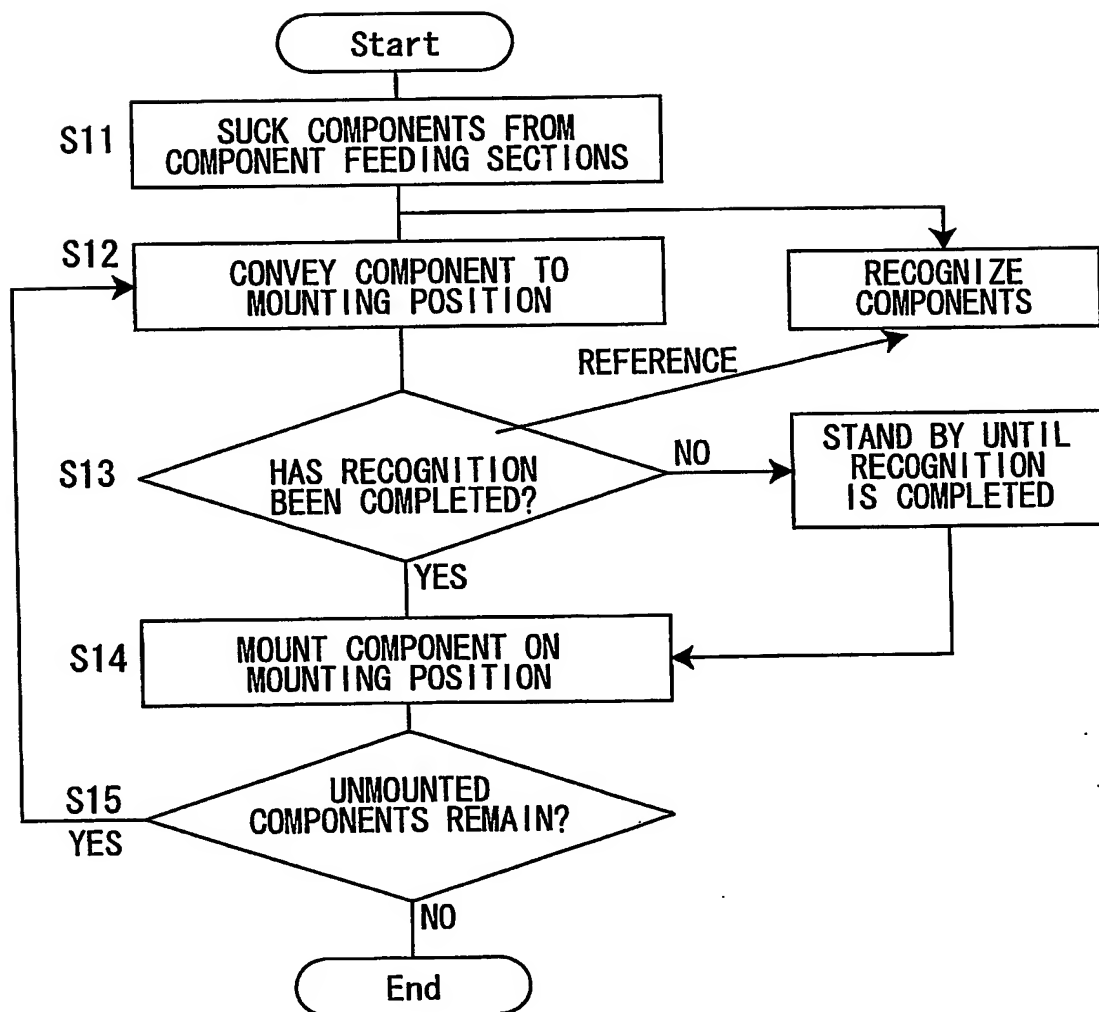 Start
S11
SUCK COMPONENTS FROM
COMPONENT FEEDING SECTIONS
S12
CONVEY COMPONENT TO
MOUNTING POSITION
RECOGNIZE
COMPONENTS
REFERENCE
S13
HAS RECOGNITION
BEEN COMPLETED?
NO
STAND BY UNTIL
RECOGNITION
IS COMPLETED
YES
S14
MOUNT COMPONENT ON
MOUNTING POSITION
S15
YES
UNMOUNTED
COMPONENTS REMAIN?
NO
End